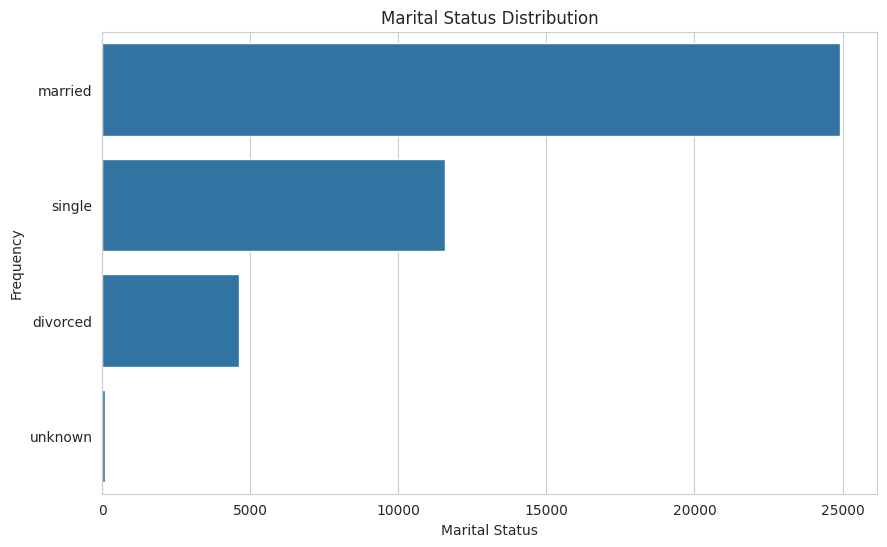 Marital Status Distribution
married
single
divorced
unknown
Frequency
0 5000 10000 15000 20000 25000
Marital Status